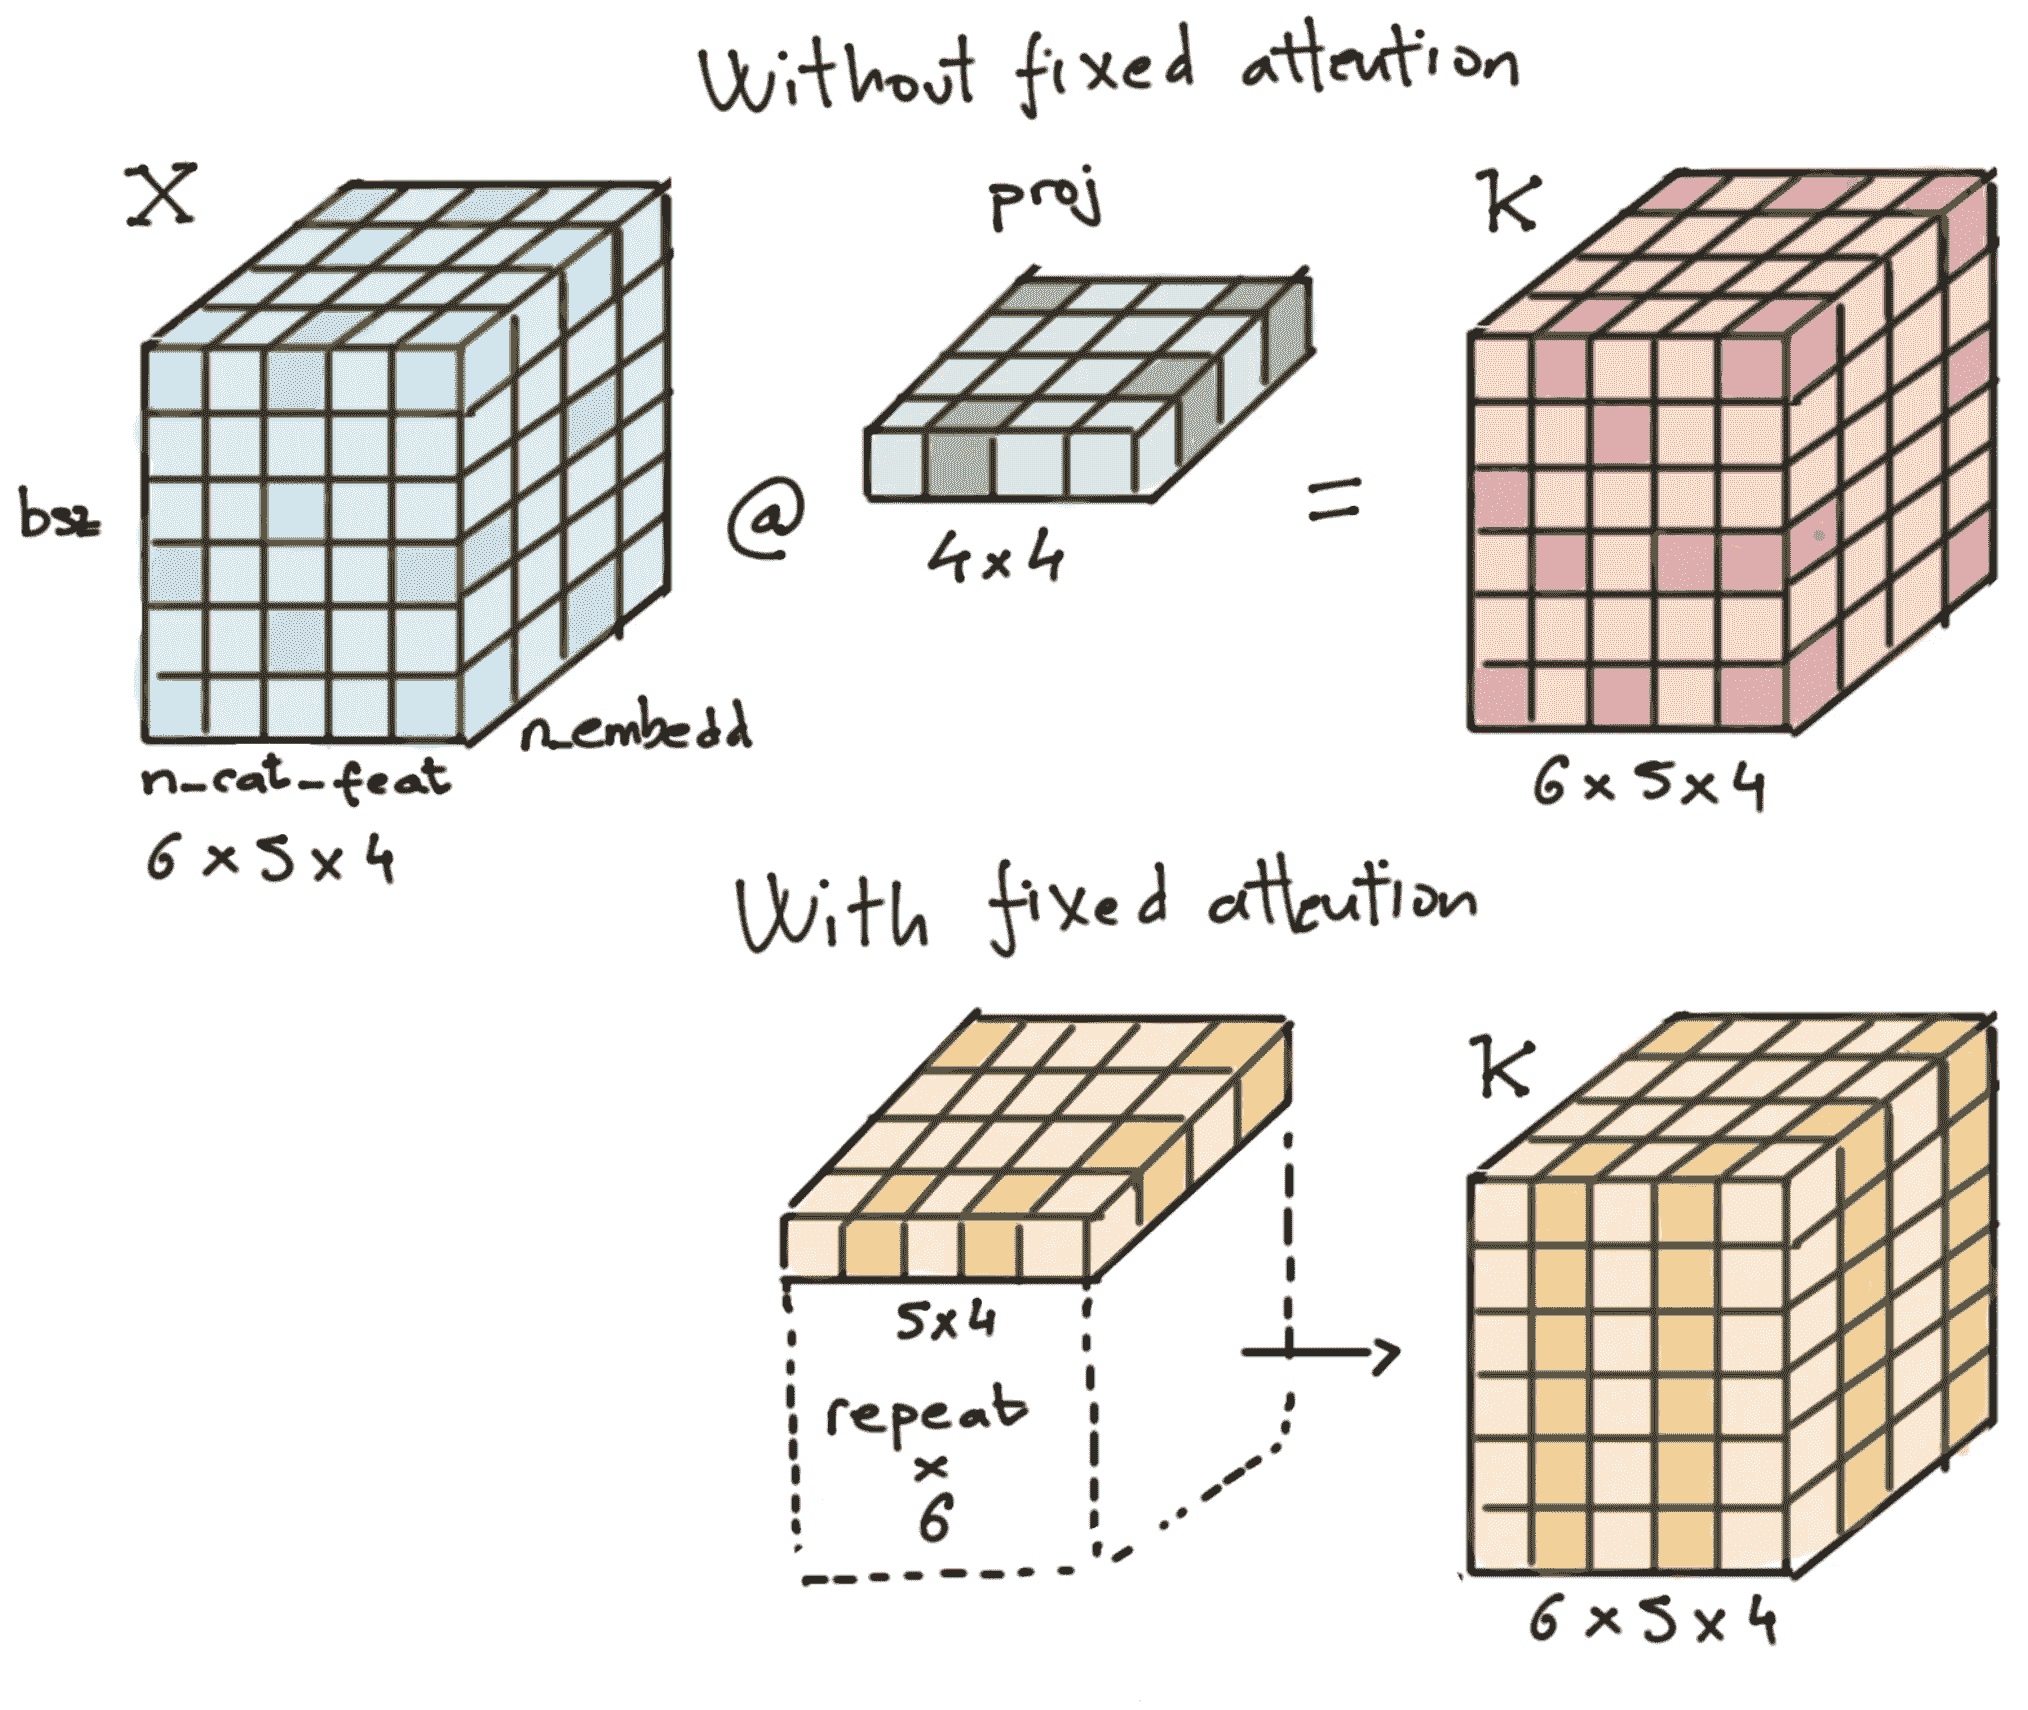 Without fixed attention
X
proj
K
bsz
@
=
4x4
n_embedd
n_cat_feat
6 x 5 x 4
6 x 5 x 4
With fixed attention
K
5x4
repeat
x
6
6 x 5 x 4